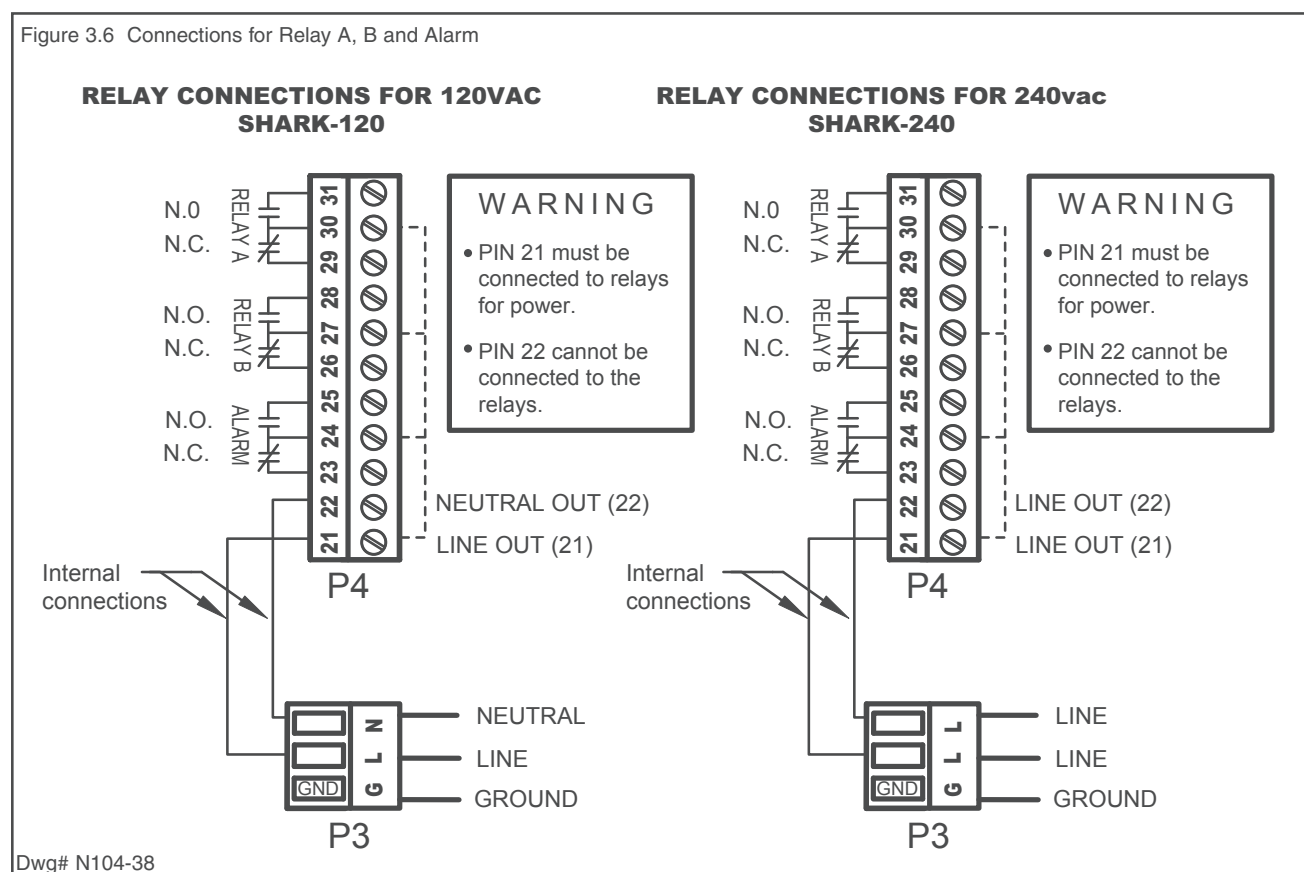 Figure 3.6 Connections for Relay A, B and Alarm
RELAY CONNECTIONS FOR 120VAC
SHARK-120
N.0
N.C.
RELAY A
N.O.
N.C.
RELAY B
N.O.
N.C.
ALARM
31
30
29
28
27
26
25
24
23
22
21
P4
WARNING
• PIN 21 must be
connected to relays
for power.
• PIN 22 cannot be
connected to the
relays.
NEUTRAL OUT (22)
LINE OUT (21)
Internal
connections
N
L
GND G
NEUTRAL
LINE
GROUND
P3
RELAY CONNECTIONS FOR 240vac
SHARK-240
N.0
N.C.
RELAY A
N.O.
N.C.
RELAY B
N.O.
N.C.
ALARM
31
30
29
28
27
26
25
24
23
22
21
P4
WARNING
• PIN 21 must be
connected to relays
for power.
• PIN 22 cannot be
connected to the
relays.
LINE OUT (22)
LINE OUT (21)
Internal
connections
L
L
GND G
LINE
LINE
GROUND
P3
Dwg# N104-38